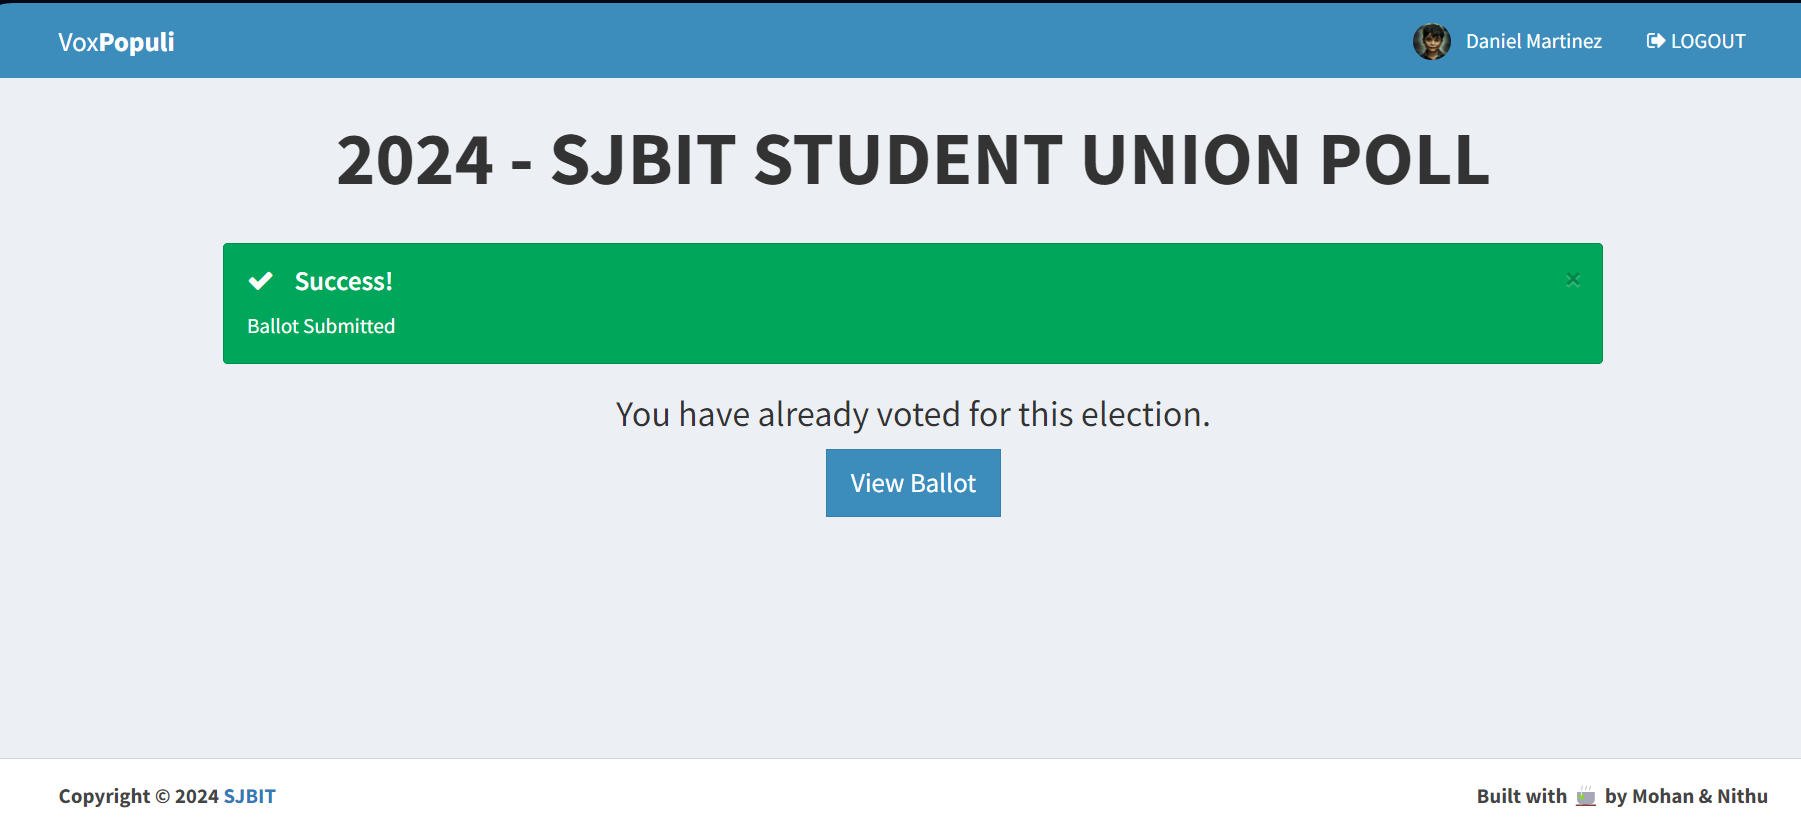 VoxPopuli
Daniel Martinez
LOGOUT
2024 - SJBIT STUDENT UNION POLL
Success!
×
Ballot Submitted
You have already voted for this election.
View Ballot
Copyright © 2024 SJBIT
Built with by Mohan & Nithu